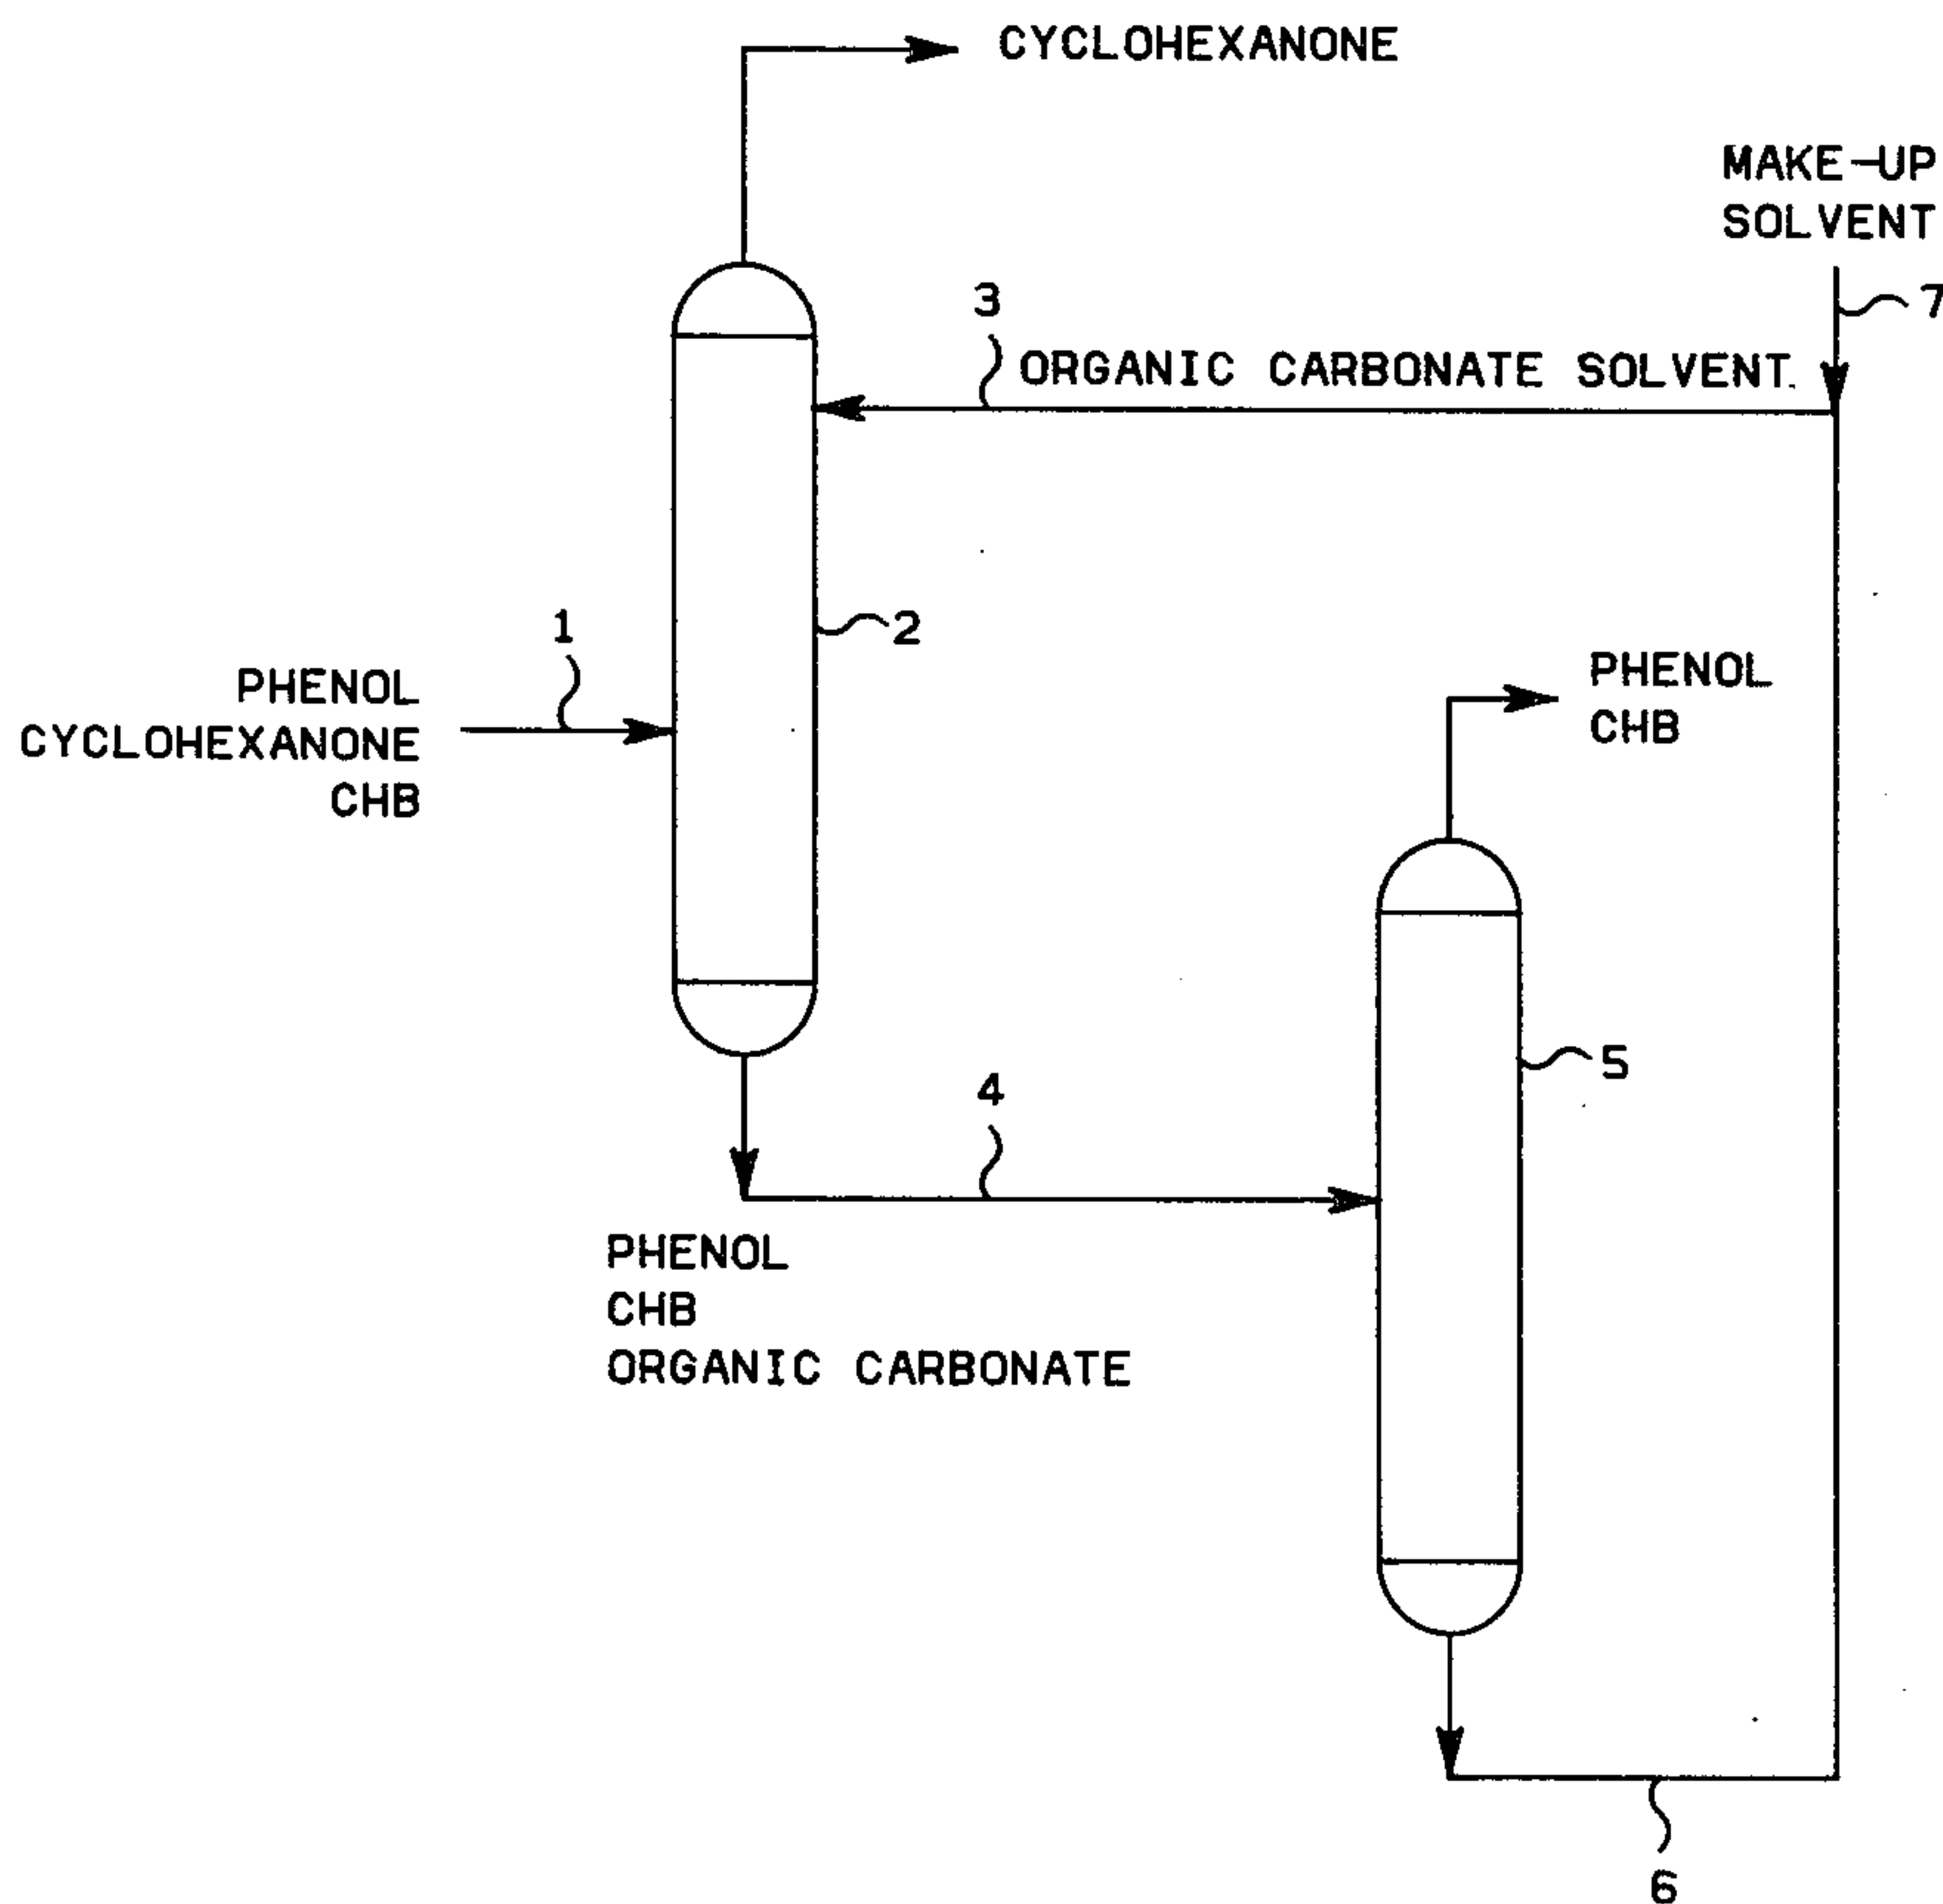 CYCLOHEXANONE
MAKE-UP
SOLVENT
7
3
ORGANIC CARBONATE SOLVENT
1
2
PHENOL
CYCLOHEXANONE
CHB
PHENOL
CHB
5
4
PHENOL
CHB
ORGANIC CARBONATE
6